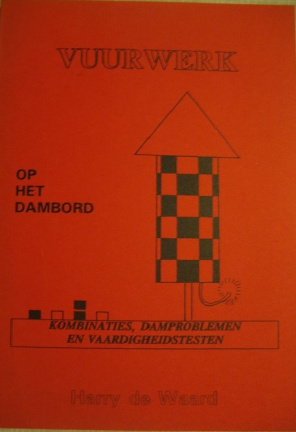 VUURWERK
OP
HET
DAMBORD
KOMBINATIES, DAMPROBLEMEN
EN VAARDIGHEIDSTESTEN
Harry de Waard